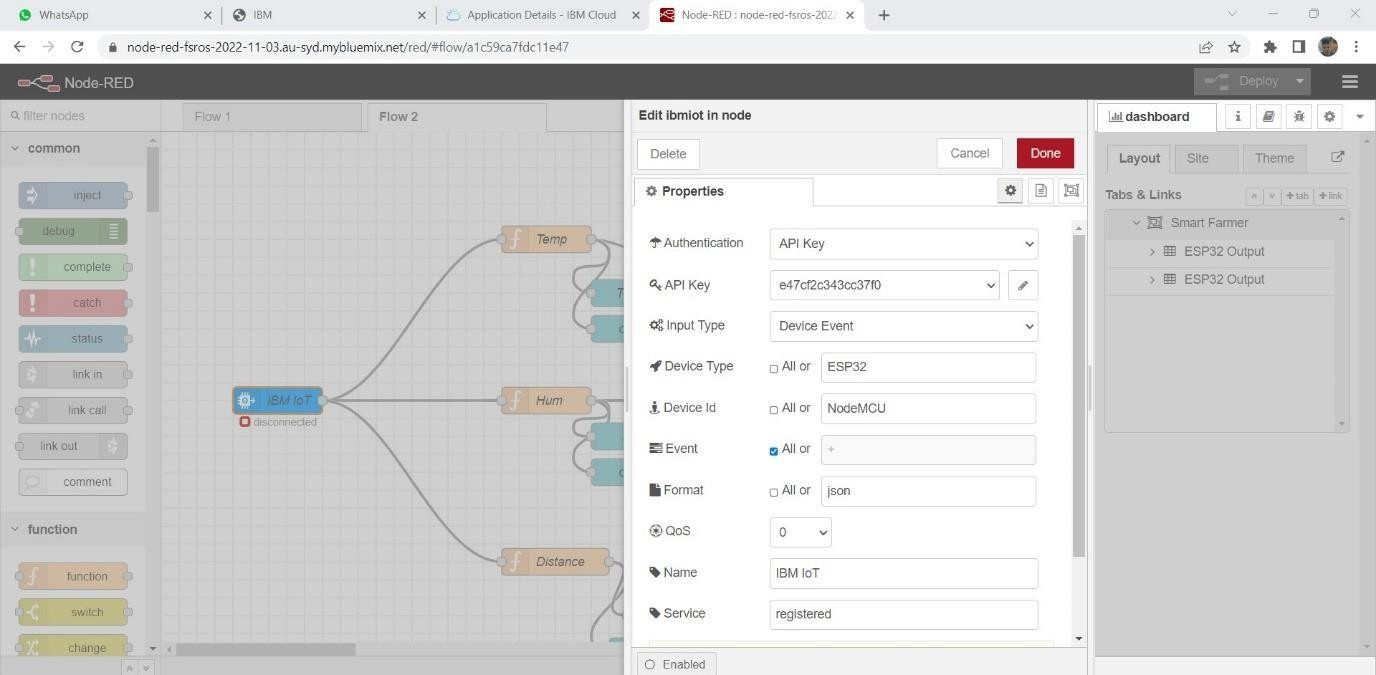 WhatsApp
IBM
Application Details - IBM Cloud
Node-RED : node-red-fsros-2022
node-red-fsros-2022-11-03.au-syd.mybluemix.net/red/#flow/a1c59ca7fdc11e47
Node-RED
Deploy
filter nodes
Flow 1
Flow 2
common
inject
debug
complete
catch
status
link in
link call
link out
comment
function
function
switch
change
IBM IoT
disconnected
Temp
Hum
Distance
Edit ibmiot in node
Delete
Cancel
Done
Properties
Authentication
API Key
API Key
e47cf2c343cc37f0
Input Type
Device Event
Device Type
All or
ESP32
Device Id
All or
NodeMCU
Event
All or
+
Format
All or
json
QoS
0
Name
IBM IoT
Service
registered
Enabled
dashboard
Layout
Site
Theme
Tabs & Links
+ tab
+ link
Smart Farmer
ESP32 Output
ESP32 Output